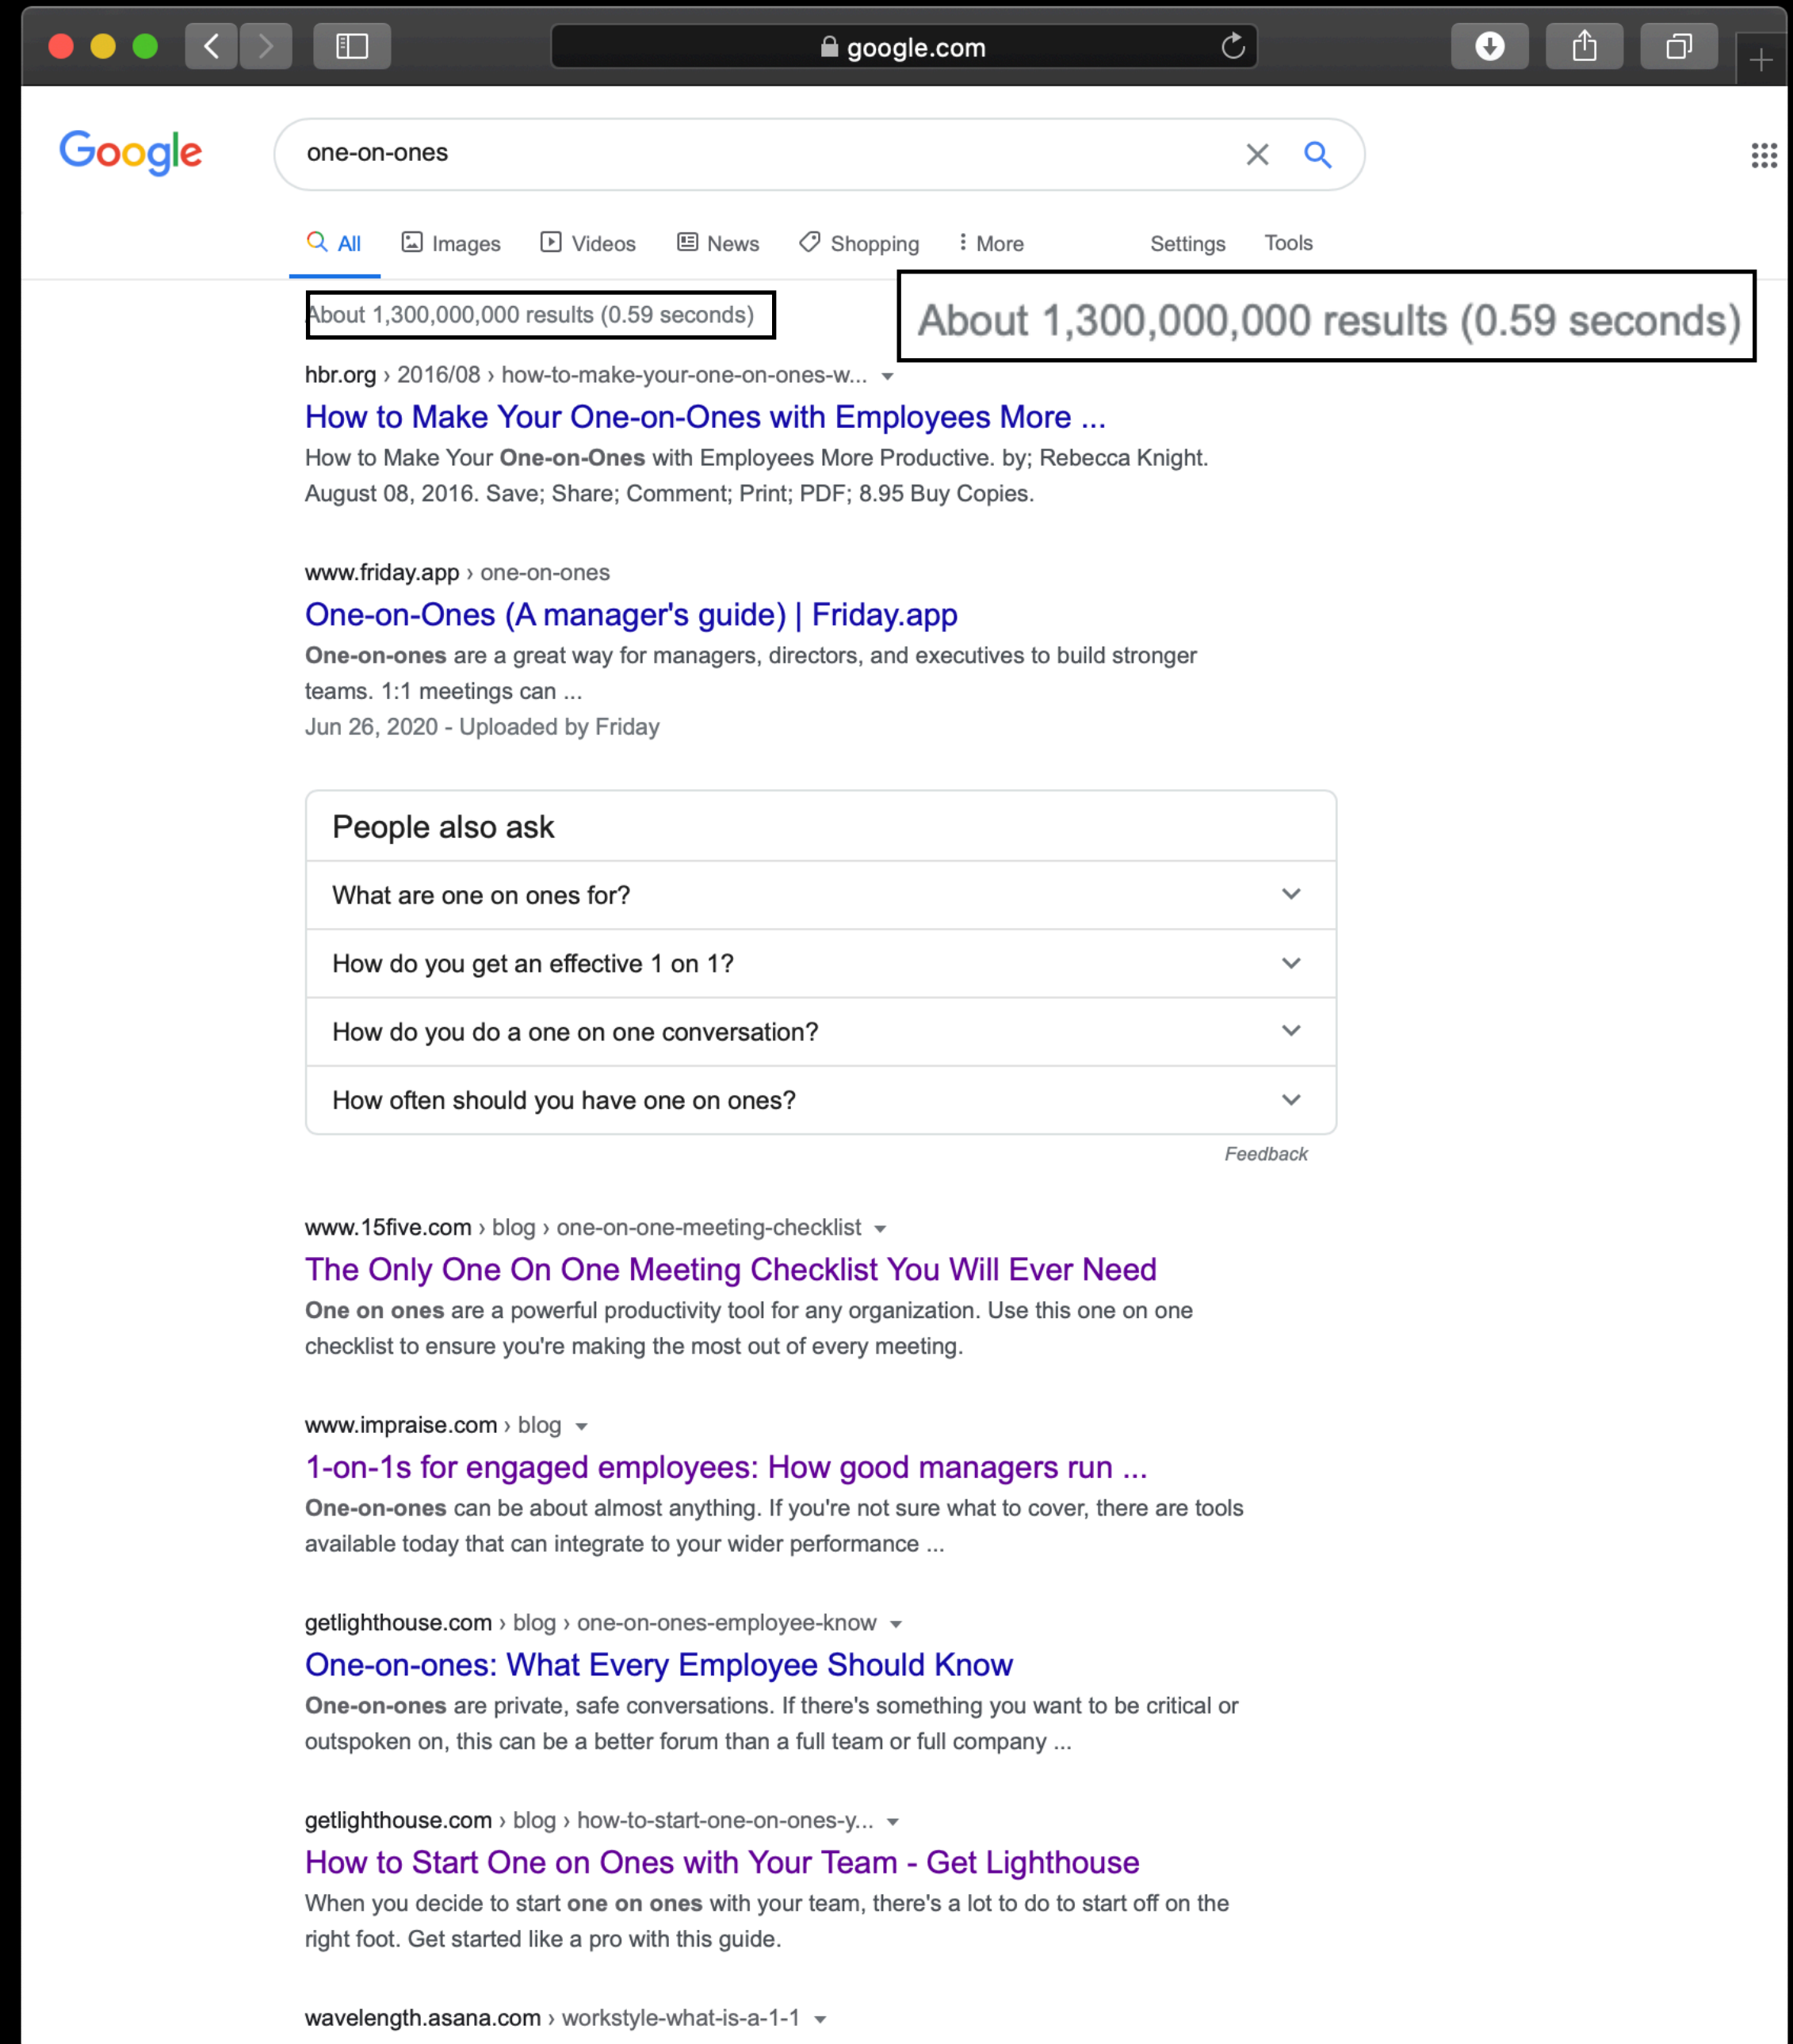 google.com
Google
one-on-ones
All Images Videos News Shopping More Settings Tools
About 1,300,000,000 results (0.59 seconds)
About 1,300,000,000 results (0.59 seconds)
hbr.org › 2016/08 › how-to-make-your-one-on-ones-w...
How to Make Your One-on-Ones with Employees More ...
How to Make Your One-on-Ones with Employees More Productive. by; Rebecca Knight.
August 08, 2016. Save; Share; Comment; Print; PDF; 8.95 Buy Copies.
www.friday.app › one-on-ones
One-on-Ones (A manager's guide) | Friday.app
One-on-ones are a great way for managers, directors, and executives to build stronger
teams. 1:1 meetings can ...
Jun 26, 2020 - Uploaded by Friday
People also ask
What are one on ones for?
How do you get an effective 1 on 1?
How do you do a one on one conversation?
How often should you have one on ones?
Feedback
www.15five.com › blog › one-on-one-meeting-checklist
The Only One On One Meeting Checklist You Will Ever Need
One on ones are a powerful productivity tool for any organization. Use this one on one
checklist to ensure you're making the most out of every meeting.
www.impraise.com › blog
1-on-1s for engaged employees: How good managers run ...
One-on-ones can be about almost anything. If you're not sure what to cover, there are tools
available today that can integrate to your wider performance ...
getlighthouse.com › blog › one-on-ones-employee-know
One-on-ones: What Every Employee Should Know
One-on-ones are private, safe conversations. If there's something you want to be critical or
outspoken on, this can be a better forum than a full team or full company ...
getlighthouse.com › blog › how-to-start-one-on-ones-y...
How to Start One on Ones with Your Team - Get Lighthouse
When you decide to start one on ones with your team, there's a lot to do to start off on the
right foot. Get started like a pro with this guide.
wavelength.asana.com › workstyle-what-is-a-1-1